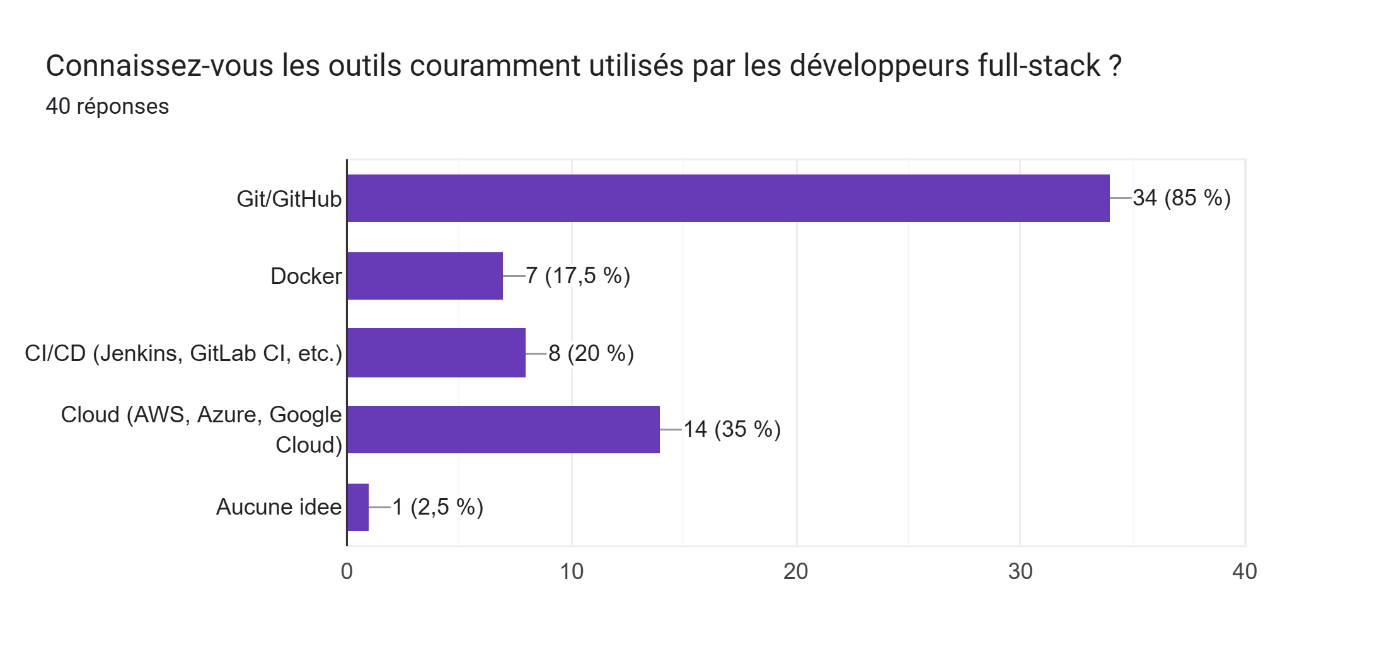 Connaissez-vous les outils couramment utilisés par les développeurs full-stack ?
40 réponses
Git/GitHub
34 (85 %)
Docker
7 (17,5 %)
CI/CD (Jenkins, GitLab CI, etc.)
8 (20 %)
Cloud (AWS, Azure, Google
Cloud)
14 (35 %)
Aucune idee
1 (2,5 %)
0
10
20
30
40